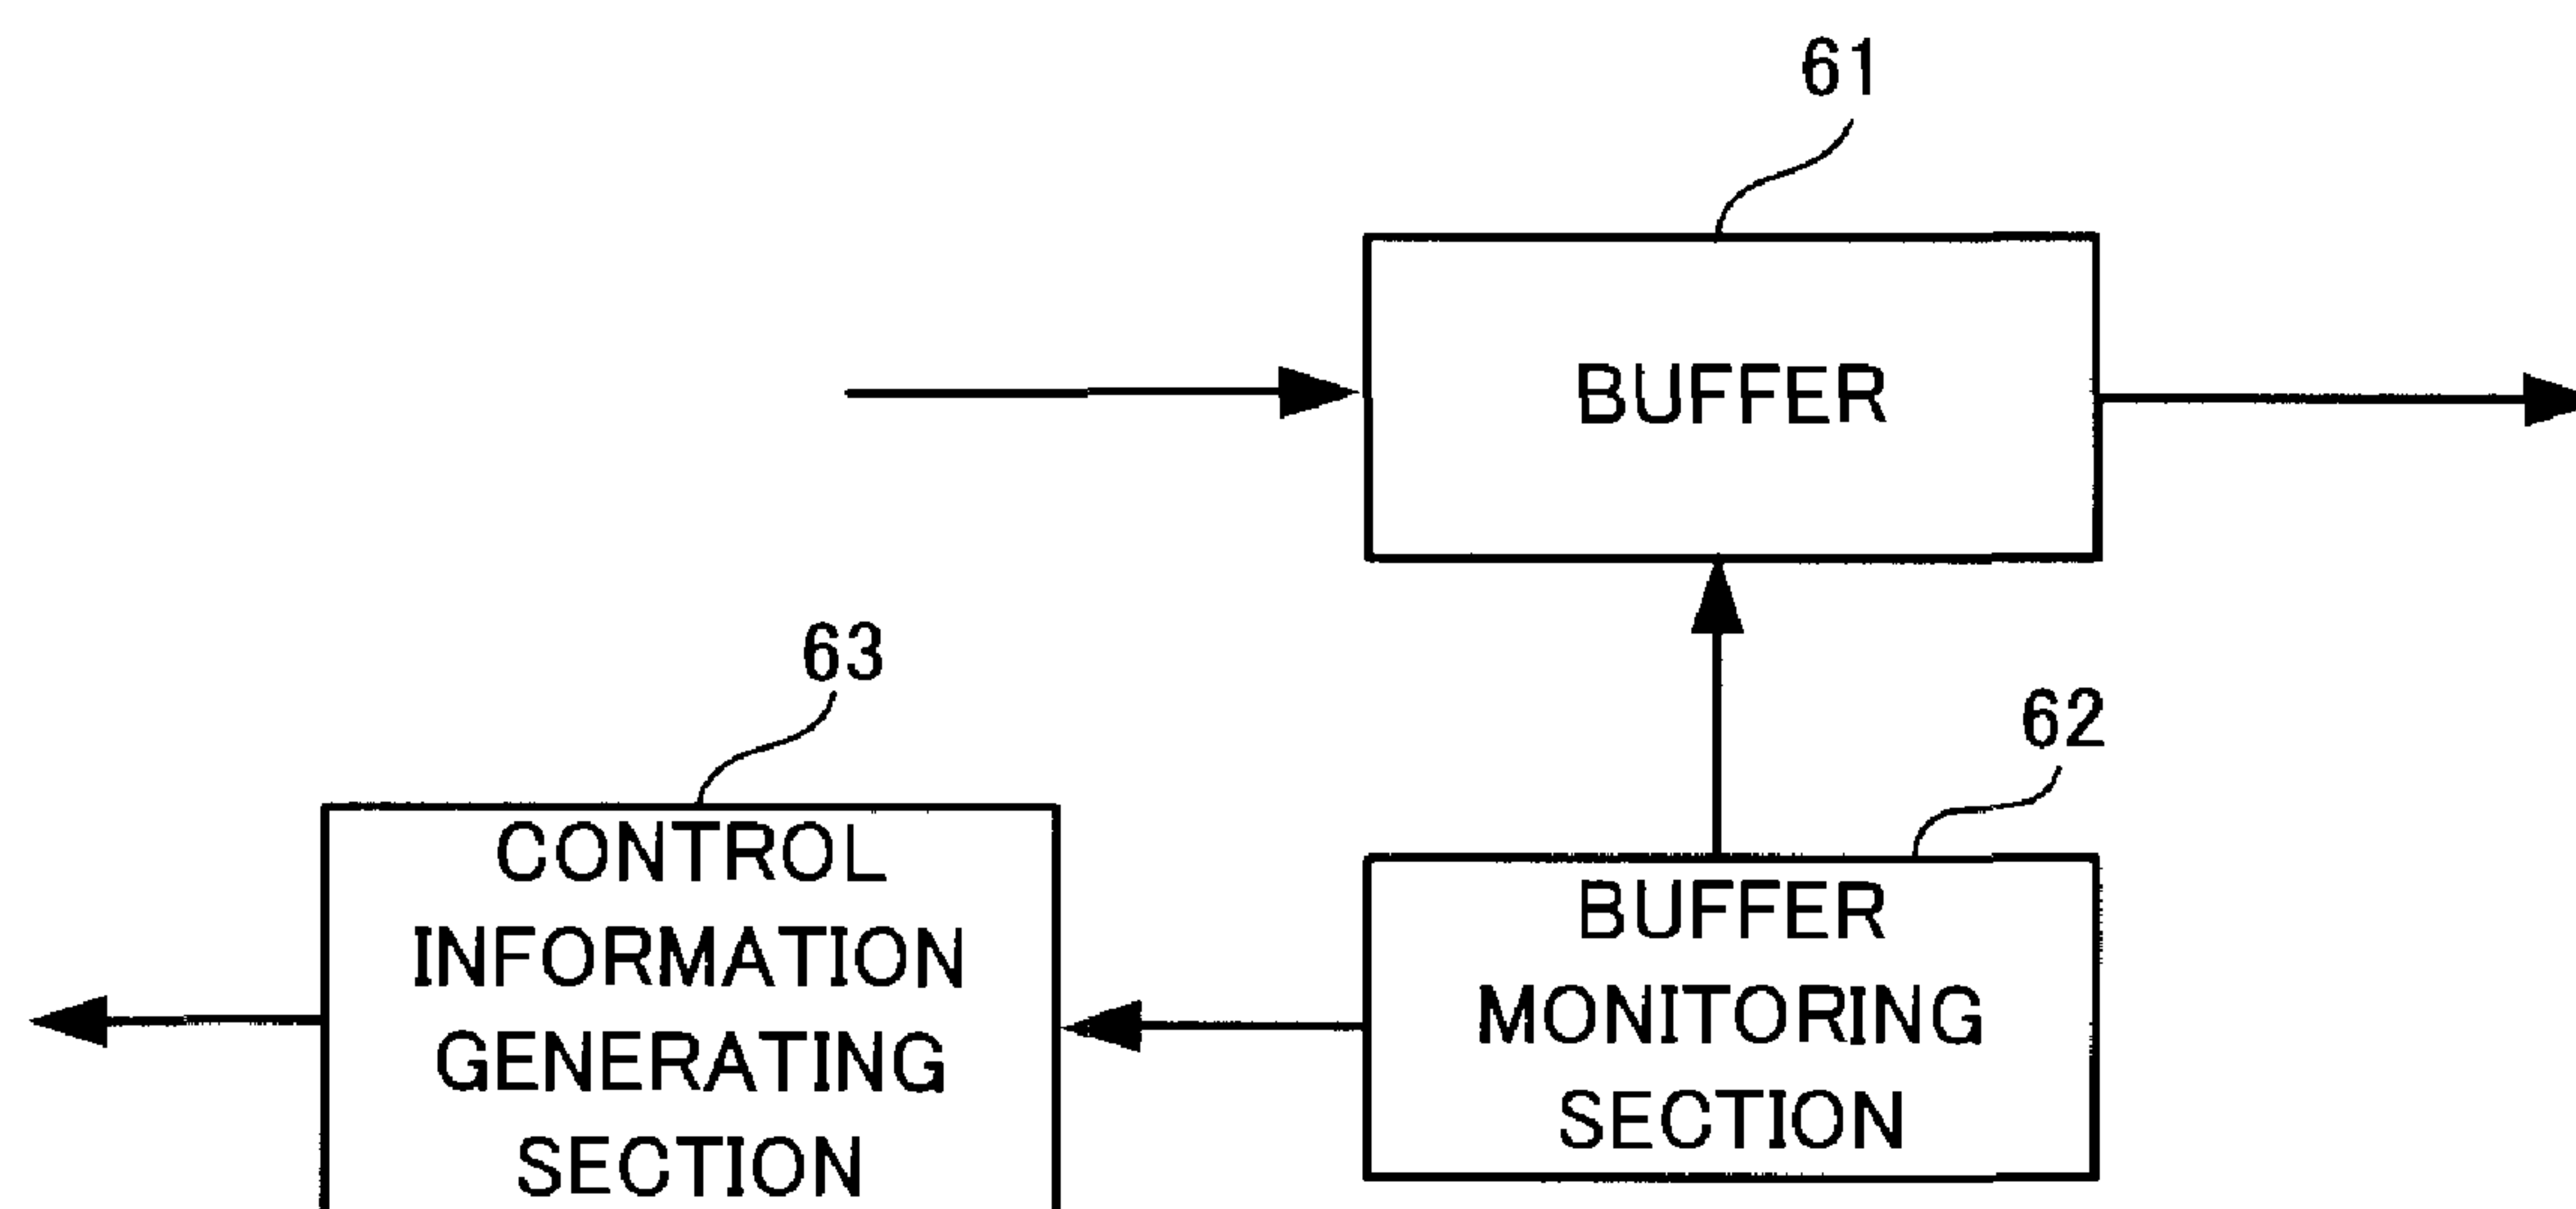 61
BUFFER
63
62
CONTROL
INFORMATION
GENERATING
SECTION
BUFFER
MONITORING
SECTION